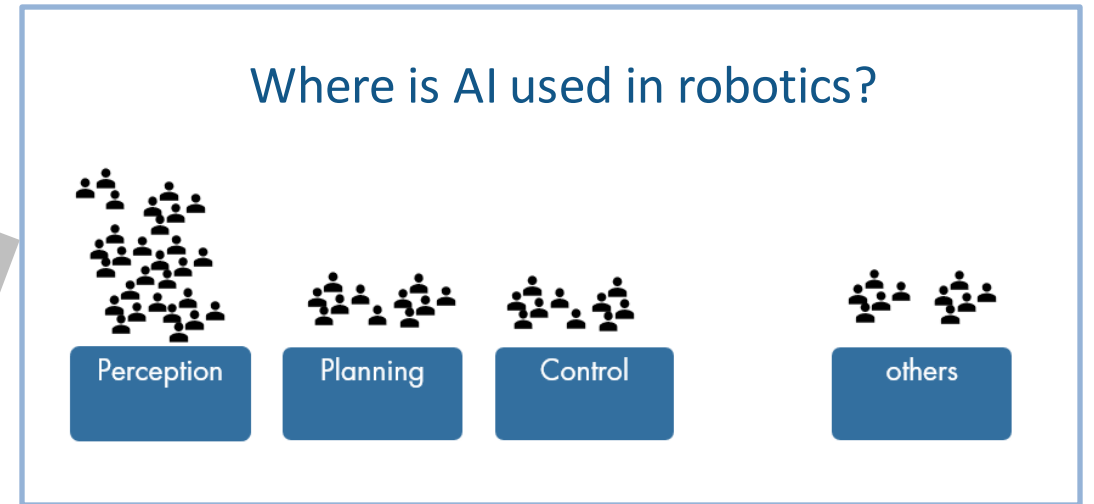 Where is AI used in robotics?
Perception
Planning
Control
others